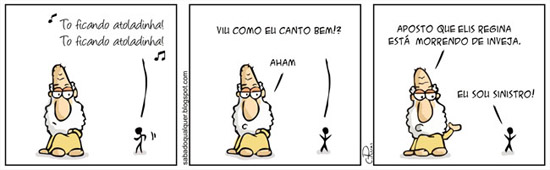 To ficando atoladinha!
To ficando atoladinha!
VIU COMO EU CANTO BEM!?
AHAM
sabadoqualquer.blogspot.com
APOSTO QUE ELIS REGINA
ESTÁ MORRENDO DE INVEJA.
EU SOU SINISTRO!